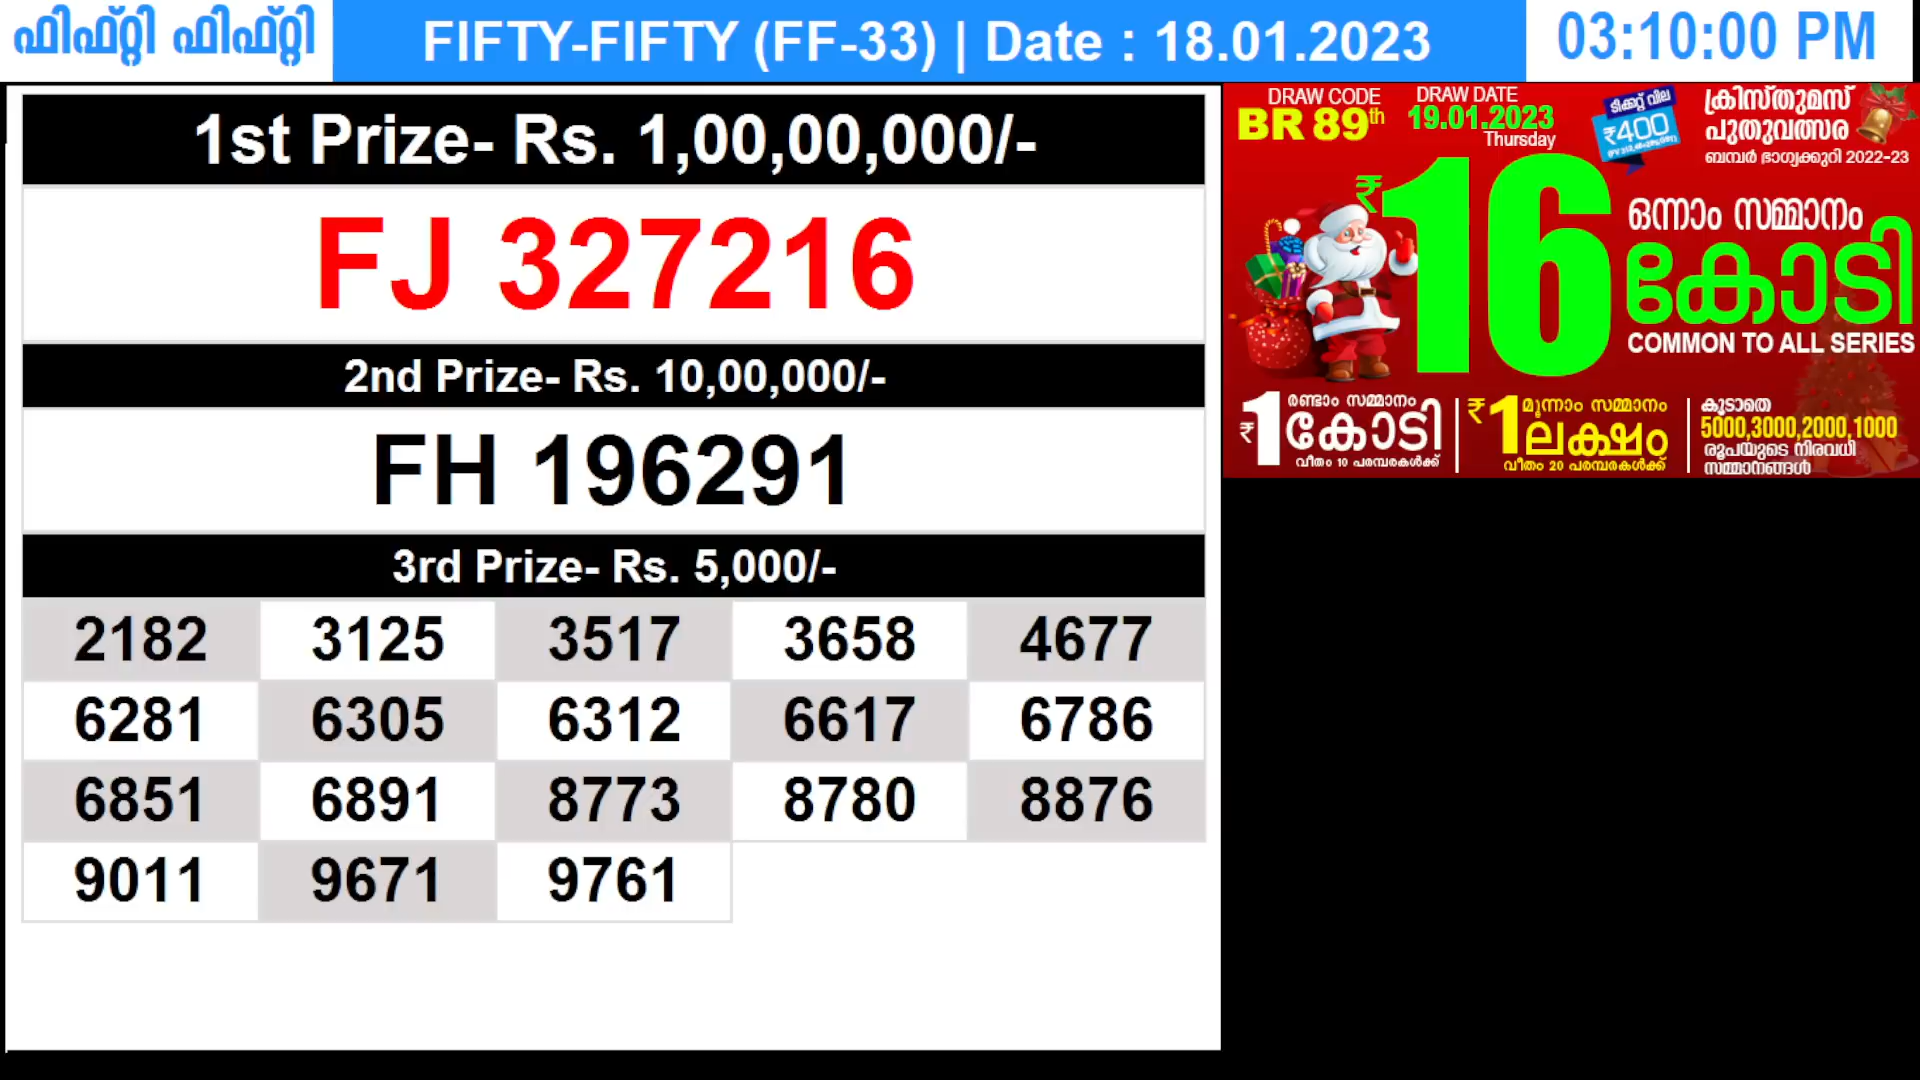 ഫിഫ്റ്റി ഫിഫ്റ്റി
FIFTY-FIFTY (FF-33) | Date : 18.01.2023
03:10:00 PM
1st Prize- Rs. 1,00,00,000/-
FJ 327216
2nd Prize- Rs. 10,00,000/-
FH 196291
3rd Prize- Rs. 5,000/-
2182 3125 3517 3658 4677
6281 6305 6312 6617 6786
6851 6891 8773 8780 8876
9011 9671 9761
DRAW CODE
BR 89th
DRAW DATE
19.01.2023
Thursday
ടിക്കറ്റ് വില
₹400
ക്രിസ്തുമസ്
പുതുവത്സര
ബമ്പർ ഭാഗ്യക്കുറി 2022-23
₹16
ഒന്നാം സമ്മാനം
കോടി
COMMON TO ALL SERIES
രണ്ടാം സമ്മാനം
₹1 കോടി
വീതം 10 പരമ്പരകൾക്ക്
മൂന്നാം സമ്മാനം
₹1 ലക്ഷം
വീതം 20 പരമ്പരകൾക്ക്
കൂടാതെ
5000,3000,2000,1000
രൂപയുടെ നിരവധി
സമ്മാനങ്ങൾ